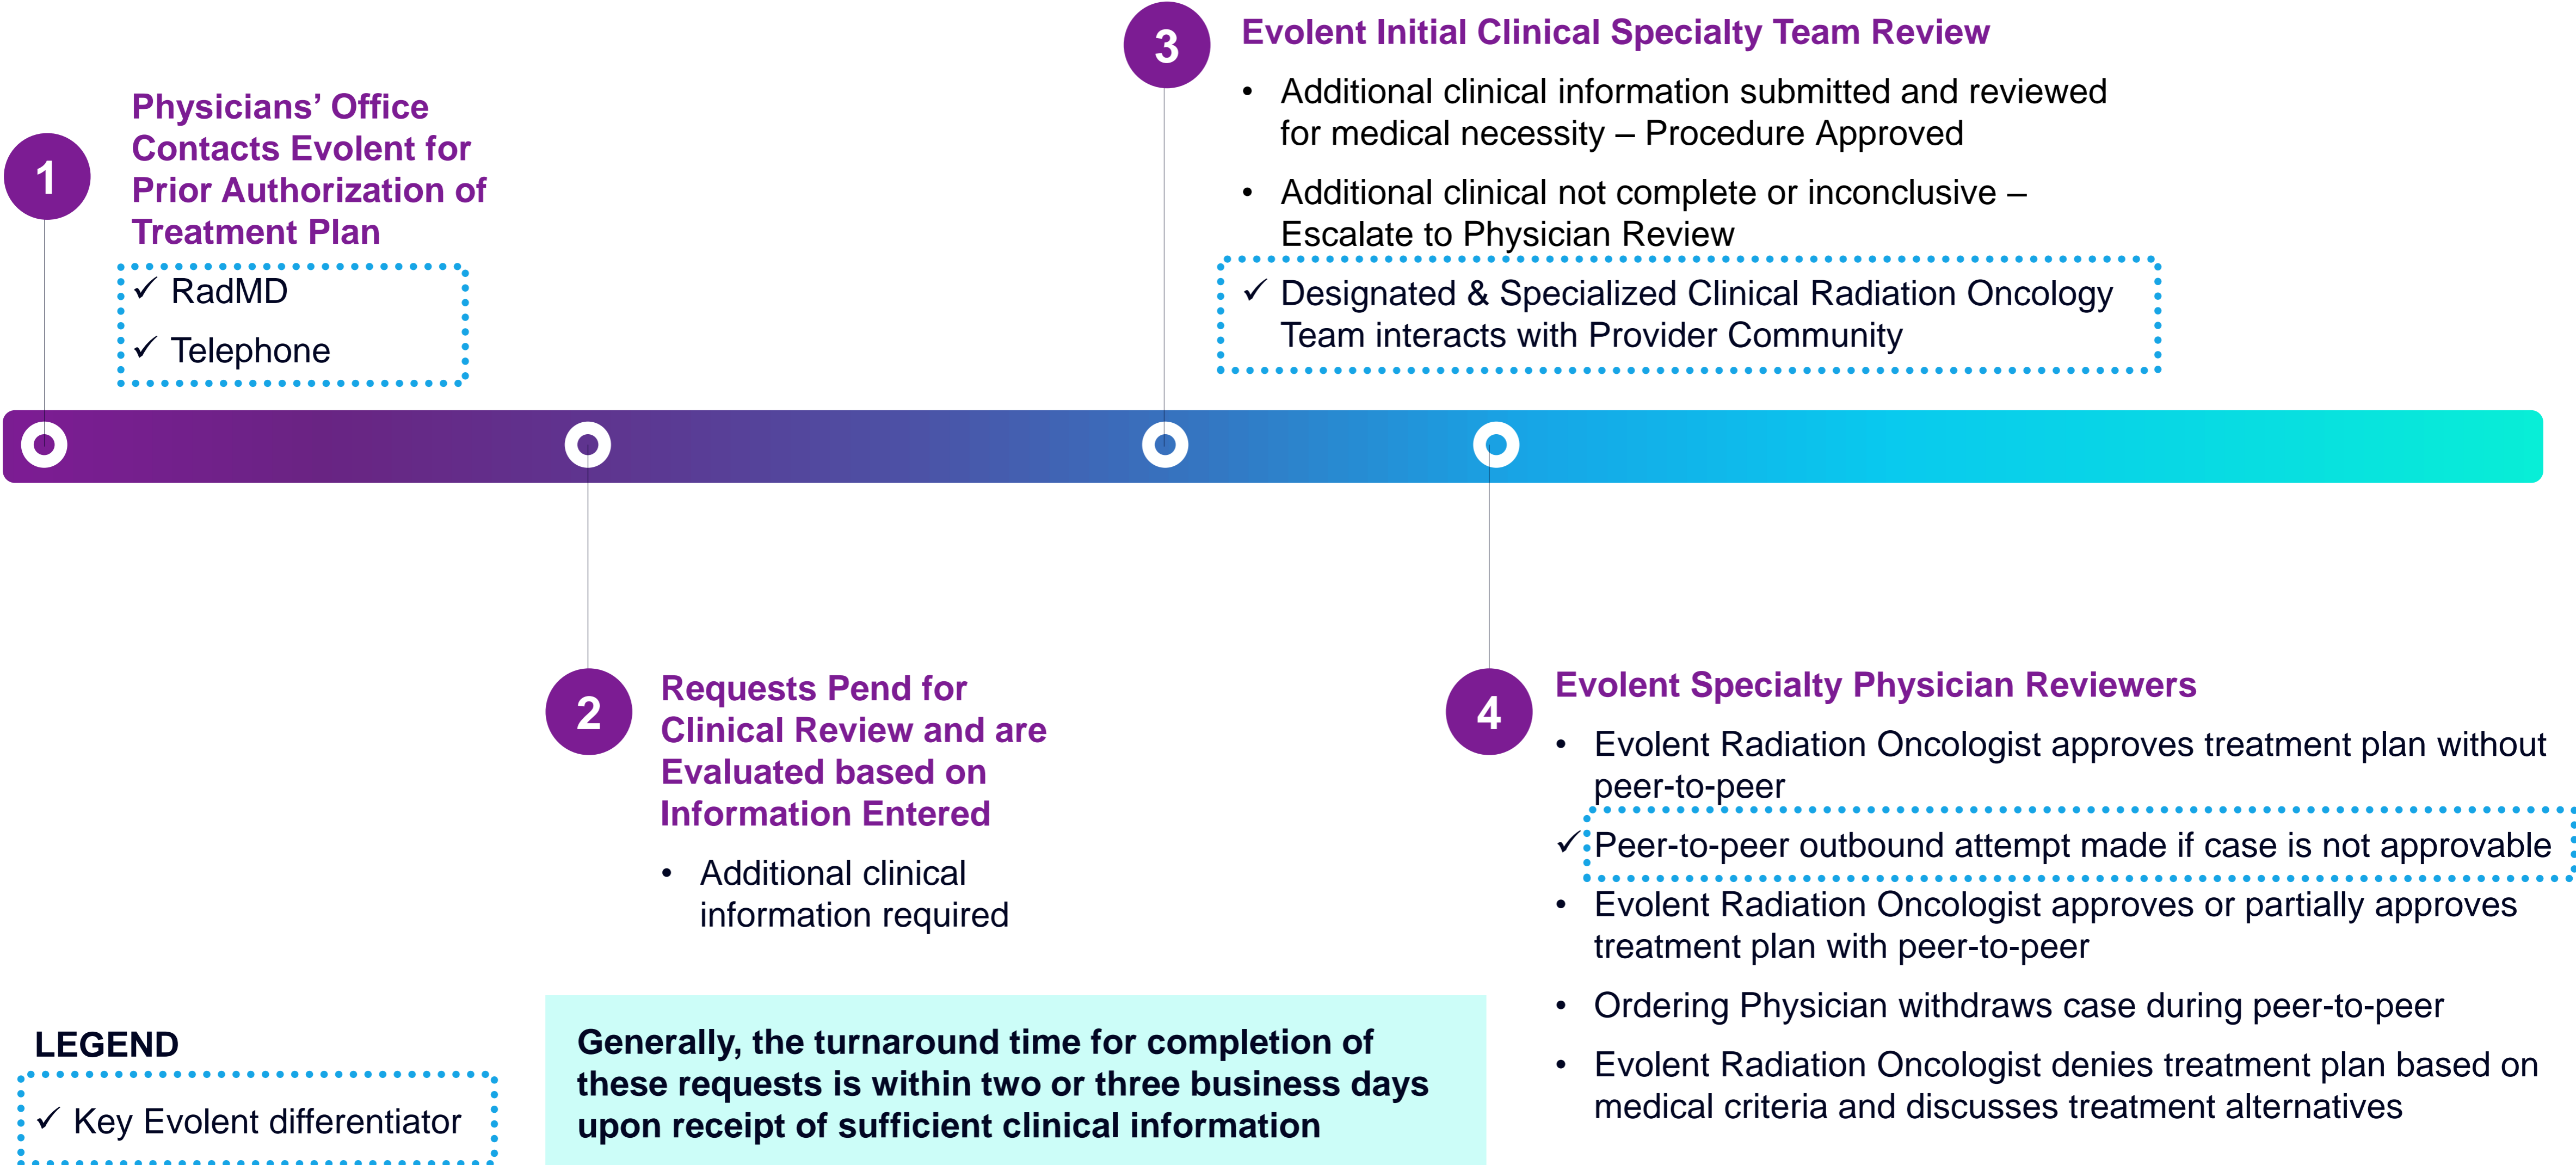 1
Physicians’ Office
Contacts Evolent for
Prior Authorization of
Treatment Plan
✓ RadMD
✓ Telephone
2
Requests Pend for
Clinical Review and are
Evaluated based on
Information Entered
• Additional clinical
information required
3
Evolent Initial Clinical Specialty Team Review
• Additional clinical information submitted and reviewed
for medical necessity – Procedure Approved
• Additional clinical not complete or inconclusive –
Escalate to Physician Review
✓ Designated & Specialized Clinical Radiation Oncology
Team interacts with Provider Community
4
Evolent Specialty Physician Reviewers
• Evolent Radiation Oncologist approves treatment plan without
peer-to-peer
✓ Peer-to-peer outbound attempt made if case is not approvable
• Evolent Radiation Oncologist approves or partially approves
treatment plan with peer-to-peer
• Ordering Physician withdraws case during peer-to-peer
• Evolent Radiation Oncologist denies treatment plan based on
medical criteria and discusses treatment alternatives
LEGEND
✓ Key Evolent differentiator
Generally, the turnaround time for completion of
these requests is within two or three business days
upon receipt of sufficient clinical information